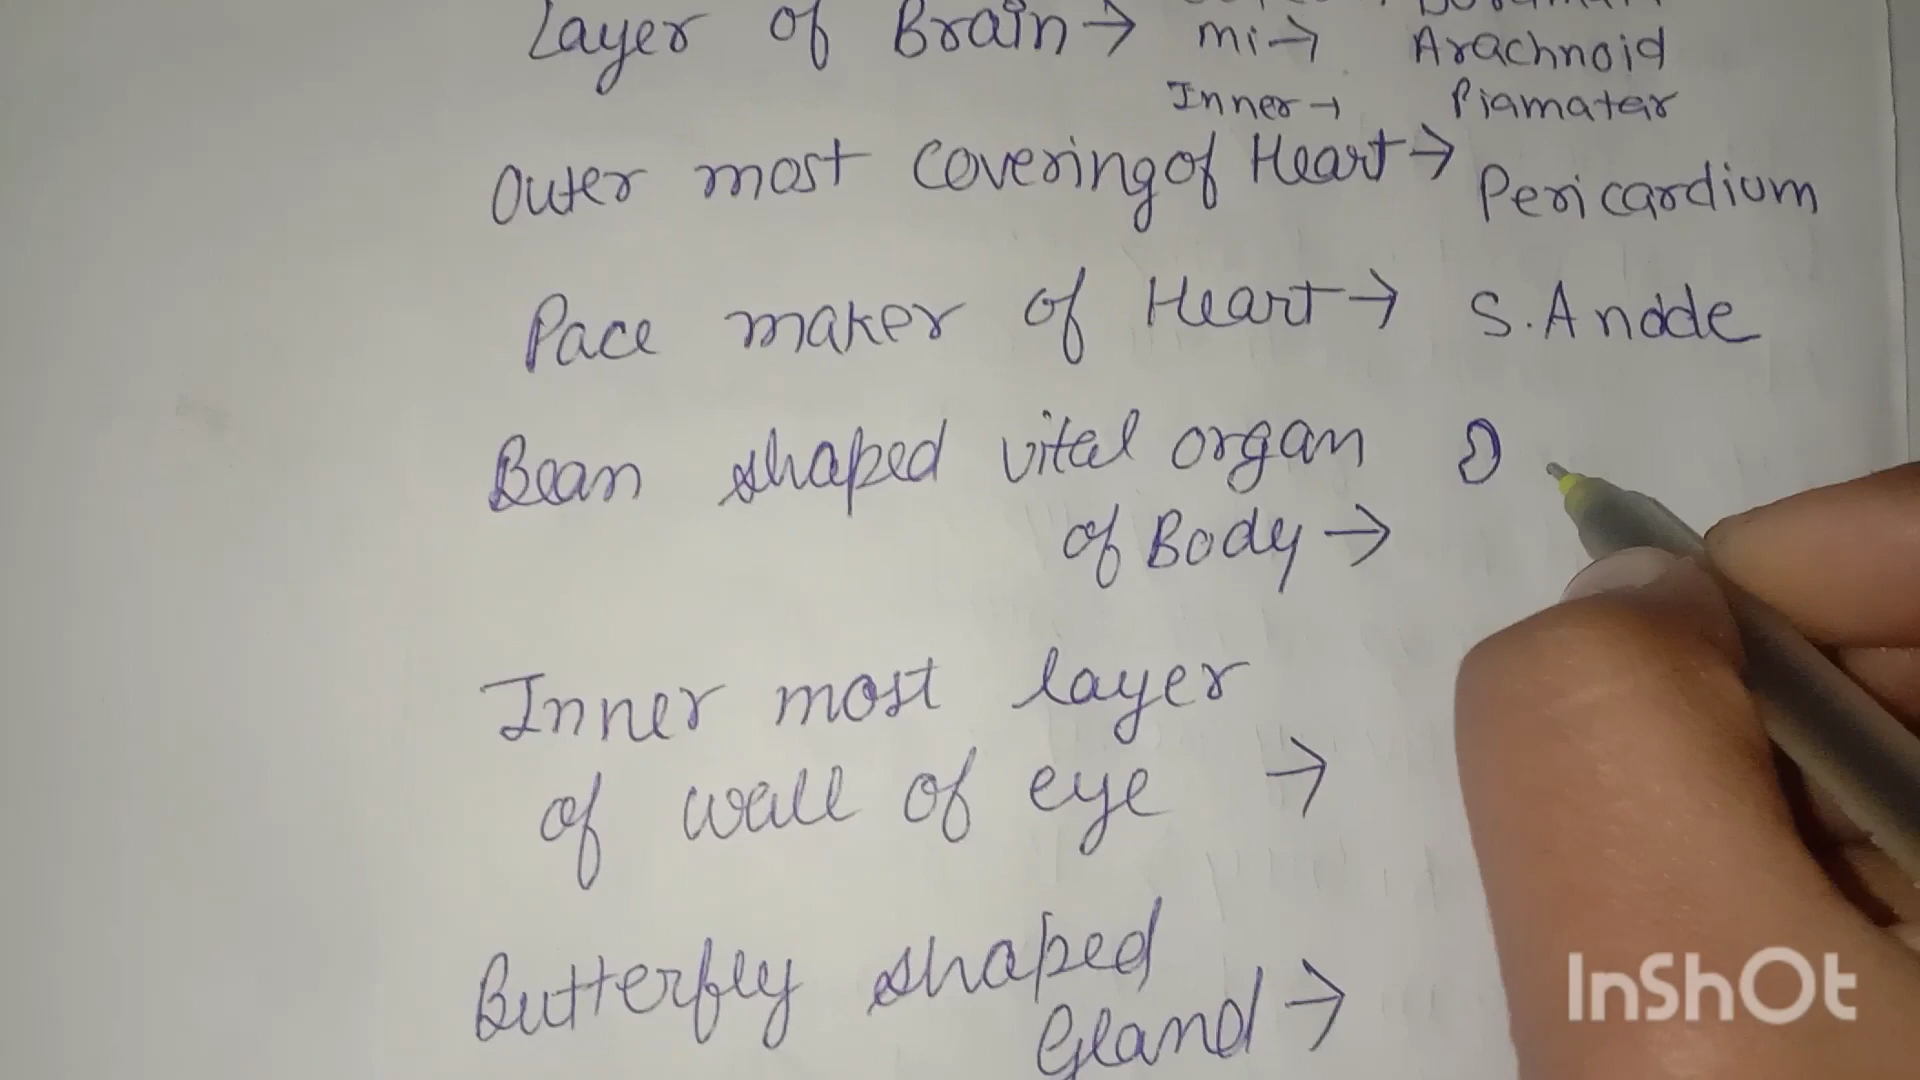 Layer of Brain →
mi → Arachnoid
Inner → Piamater
Outer most covering of Heart → Pericardium
Pace maker of Heart → S.A node
Bean shaped vital organ
of Body →
Inner most layer
of wall of eye →
Butterfly shaped
Gland →
InShOt